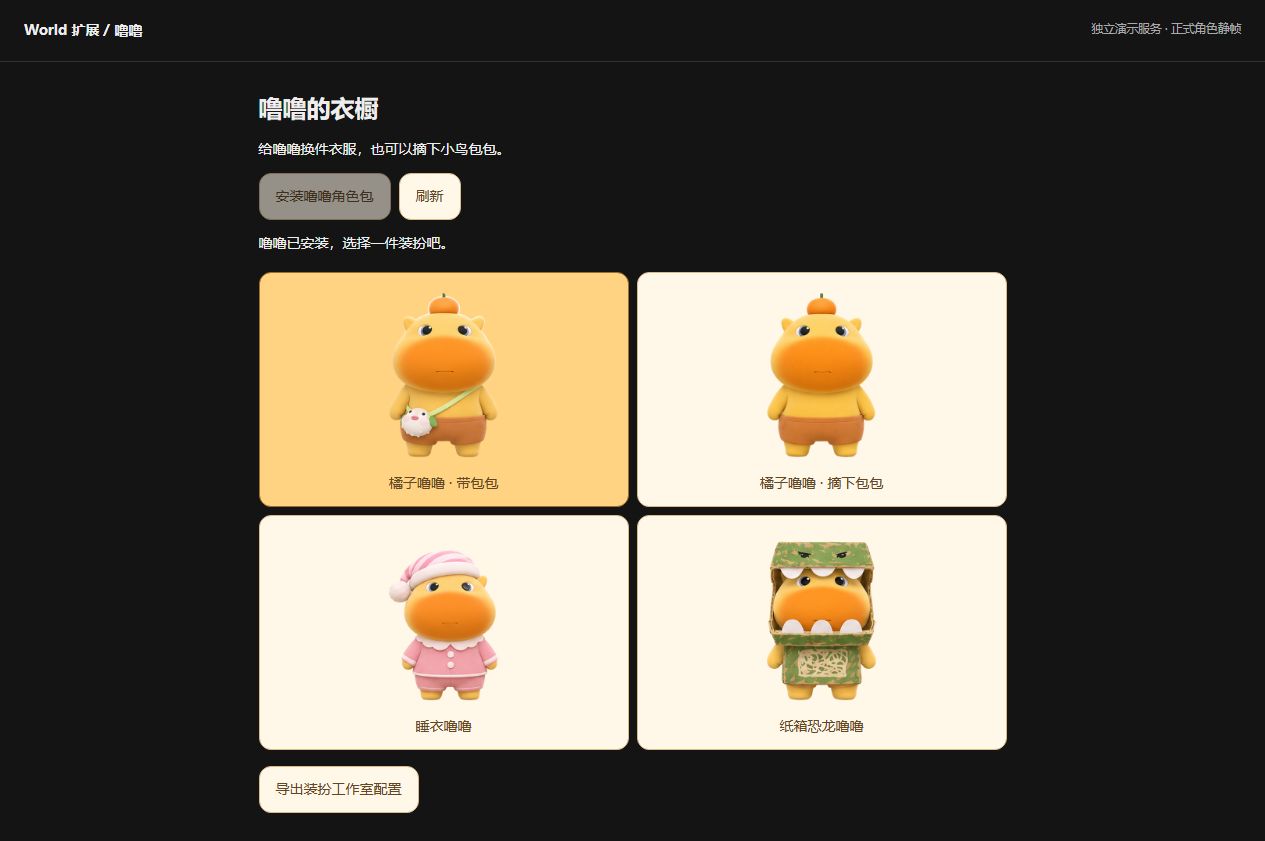 World 扩展 / 噜噜
独立演示服务 · 正式角色静帧
噜噜的衣橱
给噜噜换件衣服，也可以摘下小鸟包包。
安装噜噜角色包
刷新
噜噜已安装，选择一件装扮吧。
橘子噜噜 · 带包包
橘子噜噜 · 摘下包包
睡衣噜噜
纸箱恐龙噜噜
导出装扮工作室配置